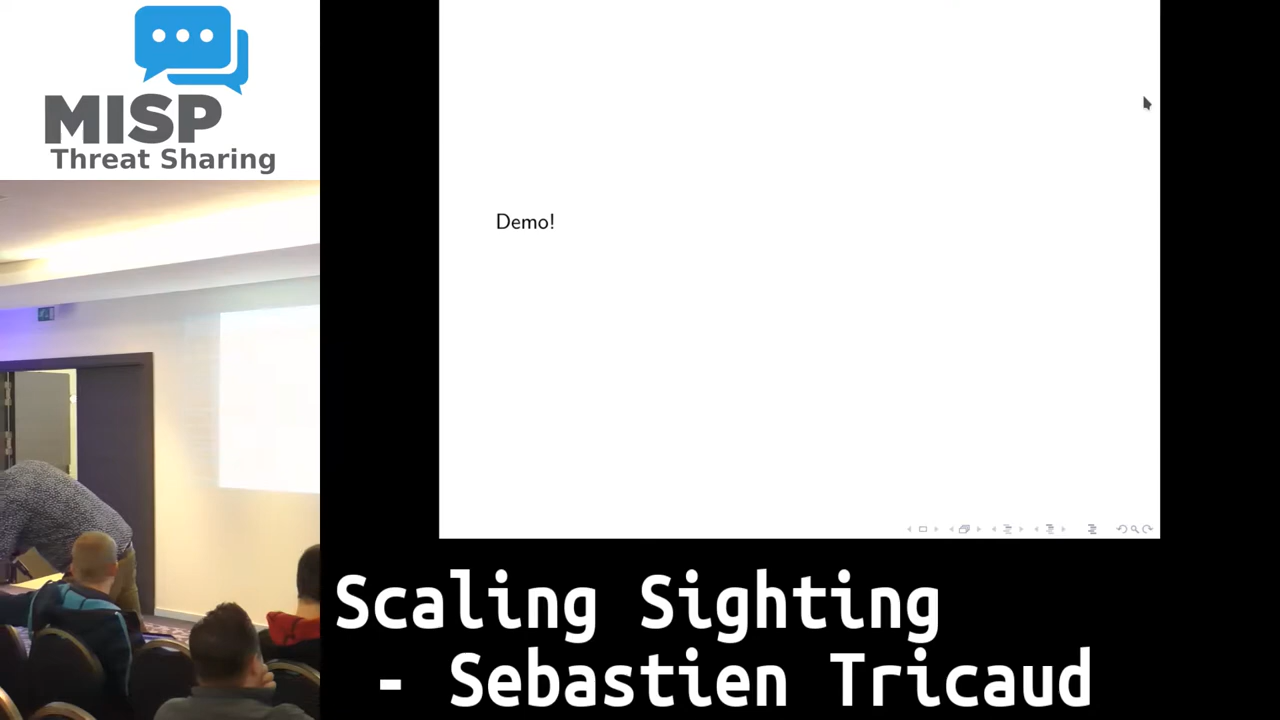 MISP
Threat Sharing
Demo!
Scaling Sighting
- Sebastien Tricaud